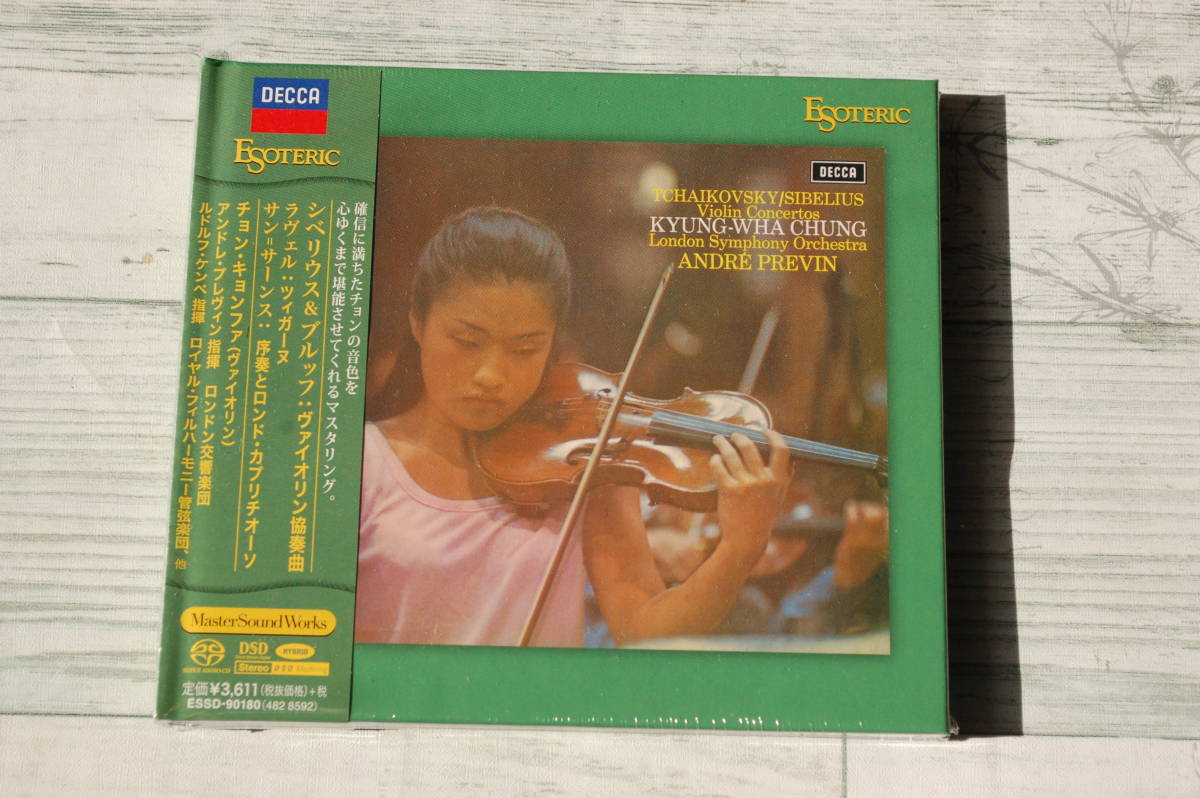 DECCA
ESOTERIC
確信に満ちたチョンの音色を
心ゆくまで堪能させてくれるマスタリング。
シベリウス & ブルッフ：ヴァイオリン協奏曲
ラヴェル：ツィガーヌ
サン＝サーンス：序奏とロンド・カプリチオーソ
チョン・キョンファ（ヴァイオリン）
アンドレ・プレヴィン 指揮　ロンドン交響楽団
ルドルフ・ケンペ 指揮　ロイヤル・フィルハーモニー管弦楽団、他
MasterSoundWorks
SUPER AUDIO CD
DSD
HYBRID
Stereo DSD
定価¥3,611(税抜価格)+税
ESSD-90180(482 8592)
ESOTERIC
DECCA
TCHAIKOVSKY/SIBELIUS
Violin Concertos
KYUNG-WHA CHUNG
London Symphony Orchestra
ANDRÉ PREVIN